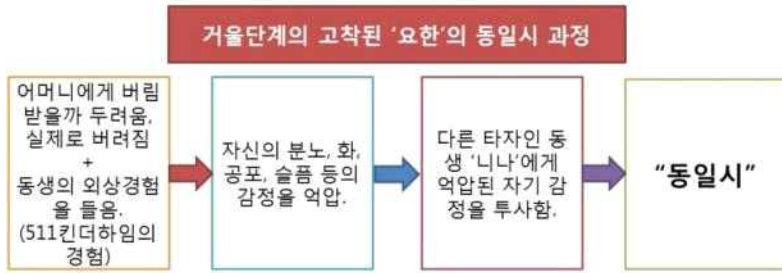 거울단계의 고착된 ‘요한’의 동일시 과정
어머니에게 버림
받을까 두려움,
실제로 버려짐
+
동생의 외상경험
을 들음.
(511킨더하임의
경험)
자신의 분노, 화,
공포, 슬픔 등의
감정을 억압.
다른 타자인 동
생 ‘니나’에게
억압된 자기 감
정을 투사함.
“동일시”